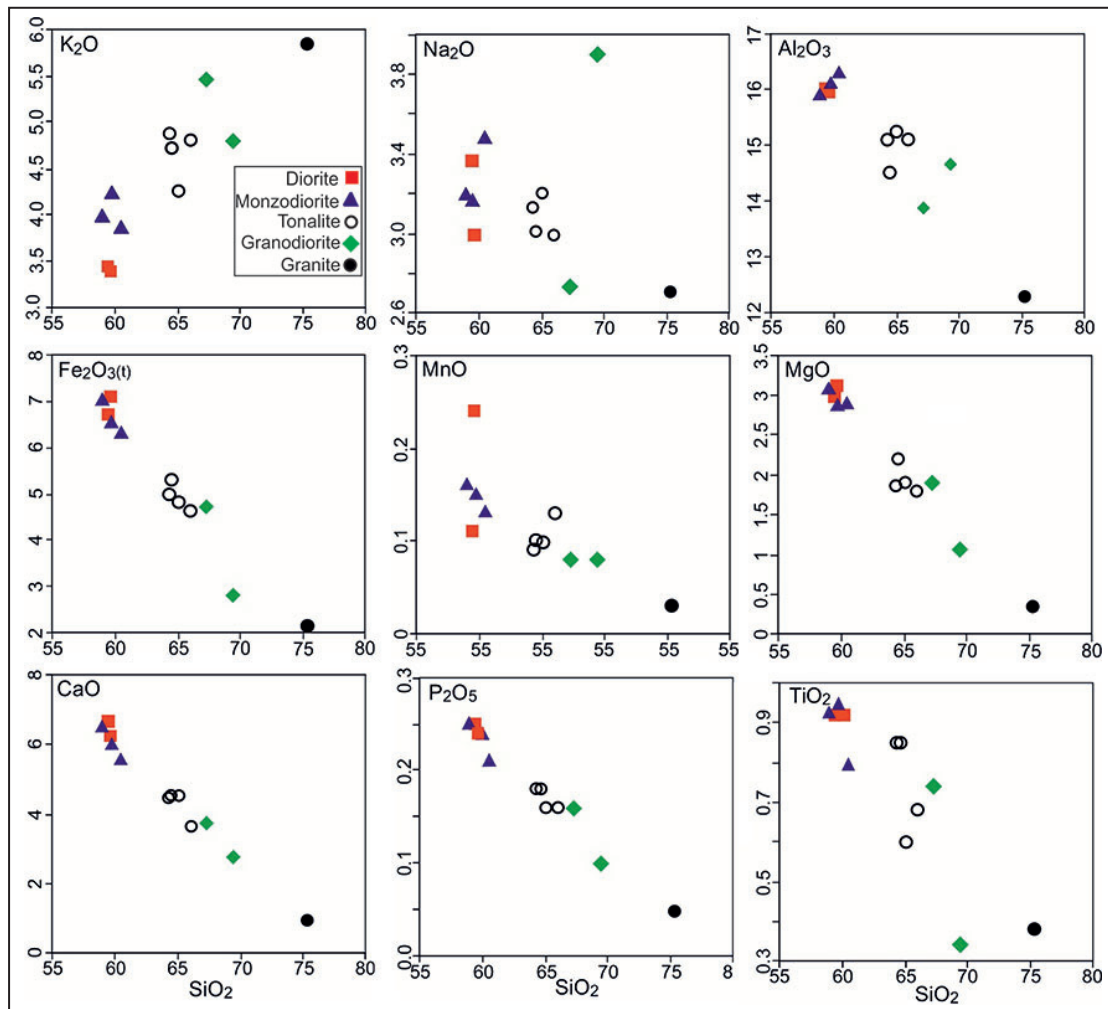 K2O
6.0
5.5
5.0
4.5
4.0
3.5
3.0
55 60 65 70 75 80
Diorite
Monzodiorite
Tonalite
Granodiorite
Granite
Na2O
3.8
3.4
3.0
2.6
55 60 65 70 75 80
Al2O3
17
16
15
14
13
12
55 60 65 70 75 80
Fe2O3(t)
8
7
6
5
4
2
55 60 65 70 75 80
MnO
0.3
0.2
0.1
0
55 55 55 55 55 55
MgO
3.5
3
2.5
2
1.5
1
0.5
0
55 60 65 70 75 80
CaO
8
6
4
2
0
55 60 65 70 75 80
SiO2
P2O5
0.3
0.2
0.1
0.0
55 60 65 70 75 80
SiO2
TiO2
0.9
0.7
0.5
0.3
55 60 65 70 75 80
SiO2